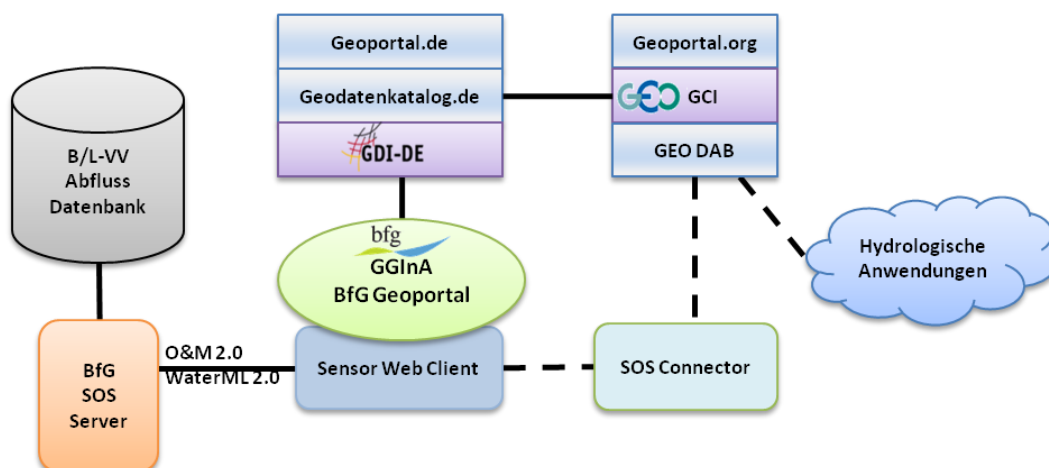 B/L-VV
Abfluss
Datenbank
BfG
SOS
Server
O&M 2.0
WaterML 2.0
Geoportal.de
Geodatenkatalog.de
GDI-DE
bfg
GGInA
BfG Geoportal
Sensor Web Client
Geoportal.org
GEO GCI
GEO DAB
SOS Connector
Hydrologische
Anwendungen